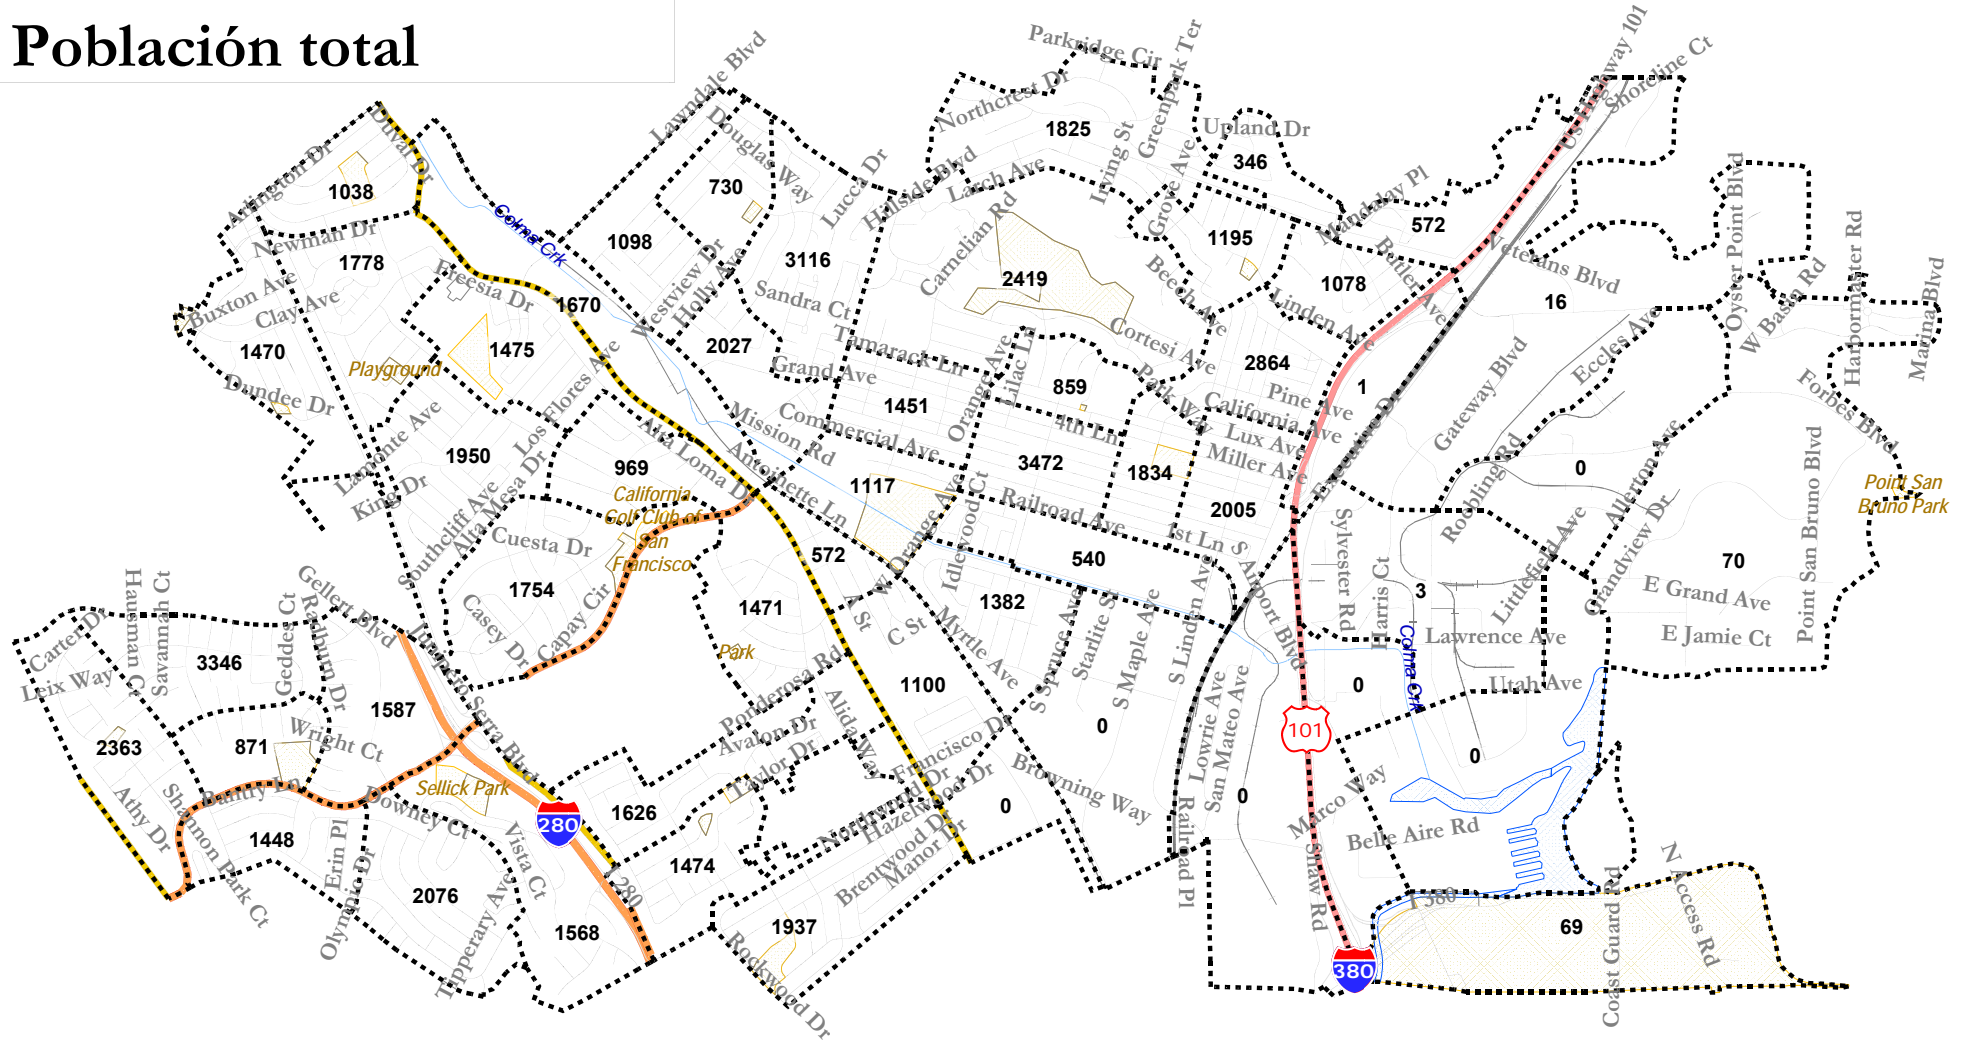 Población total
Lawndale Blvd
Parkridge Cir
Greenpark Ter
US Highway 101
Shoreline Ct
Duval Dr
Northcrest Dr
Douglas Way
1825
Upland Dr
346
Irving St
Grove Ave
Arlington Dr
1038
730
Lucca Dr
Hillside Blvd
Larch Ave
Mandalay Pl
572
Oyster Point Blvd
Colma Crk
Newman Dr
1778
1098
Westview Dr
Holly Ave
3116
Carmelian Rd
2419
1195
Beech Ave
1078
Butler Ave
Veterans Blvd
16
W Basin Rd
Harbormaster Rd
Marina Blvd
Freesia Dr
1670
Buxton Ave
Clay Ave
Sandra Ct
Linden Ave
Cortesi Ave
Eccles Ave
1470
1475
2027
Tamarack Ln
Grand Ave
Orange Ave
Lilac Ln
859
2864
1
Playground
Dundee Dr
Los Flores Ave
Park Way
Pine Ave
California Ave
Gateway Blvd
Forbes Blvd
1451
Commercial Ave
Mission Rd
4th Ln
Lux Ave
Miller Ave
Executive Dr
Lamonte Ave
King Dr
1950
Alta Loma Dr
Antoinette Ln
969
3472
1834
0
Roebling Rd
Allerton Ave
California
Golf Club of
San
Francisco
1117
Railroad Ave
2005
Point San
Bruno Park
Point San Bruno Blvd
Southcliff Ave
Alta Mesa Dr
Cuesta Dr
572
W Orange Ave
Idlewood Ct
540
1st Ln
S Airport Blvd
Sylvester Rd
Harris Ct
3
Littlefield Ave
Grandview Dr
70
E Grand Ave
E Jamie Ct
1754
Casey Dr
Capay Cir
1471
Park
A St
C St
1382
Myrtle Ave
Spruce Ave
Starlite St
S Maple Ave
S Linden Ave
Colma Crk
Lawrence Ave
Utah Ave
Hausman Ct
Savannah Ct
Geddes Ct
Radburn Dr
Gellert Blvd
Junipero Serra Blvd
Carter Dr
Leix Way
3346
1587
Wright Ct
871
2363
Ponderosa Rd
Avalon Dr
Taylor Dr
Alida Way
1100
Francisco Dr
S
0
Lowrie Ave
San Mateo Ave
101
0
0
Athy Dr
Shannon Park Ct
Bantry Ln
Downey Ct
Sellick Park
280
1626
Northwood Dr
Hazelwood Dr
Brentwood Dr
Manor Dr
0
Browning Way
Railroad Pl
0
Marco Way
Belle Aire Rd
1448
Erin Pl
Olympic Dr
2076
Tipperary Ave
Vista Ct
1568
I 280
1474
1937
Rockwood Dr
Shaw Rd
I 380
380
69
Coast Guard Rd
N Access Rd